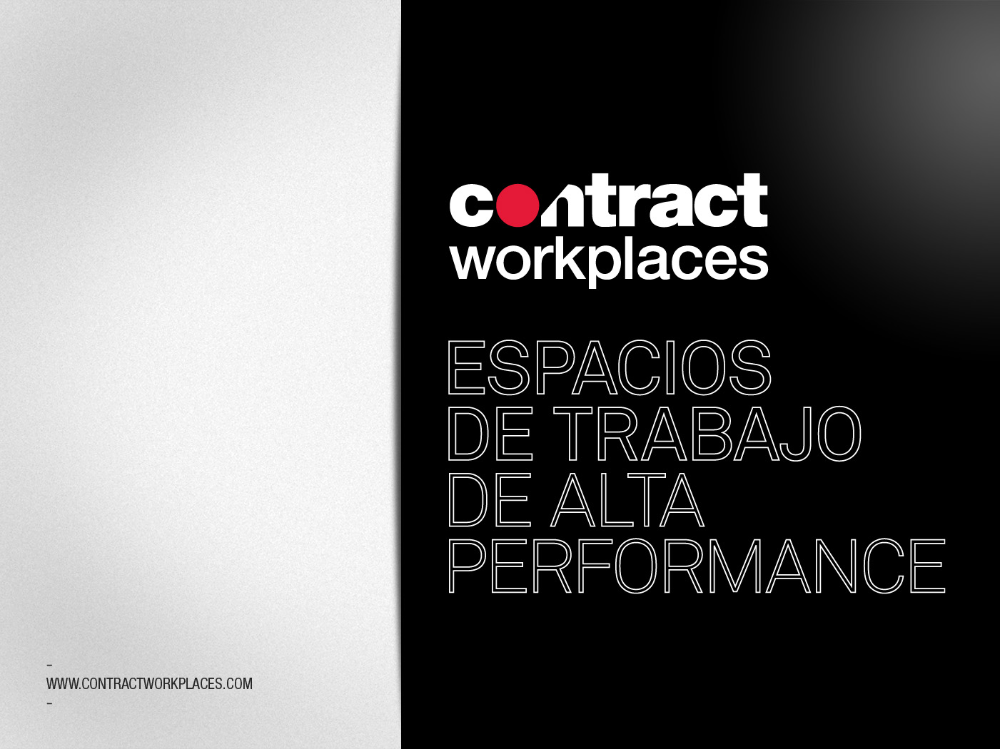 contract
workplaces
ESPACIOS
DE TRABAJO
DE ALTA
PERFORMANCE
–
WWW.CONTRACTWORKPLACES.COM
–